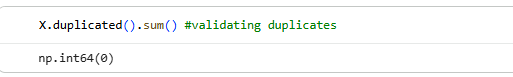 X.duplicated().sum() #validating duplicates
np.int64(0)